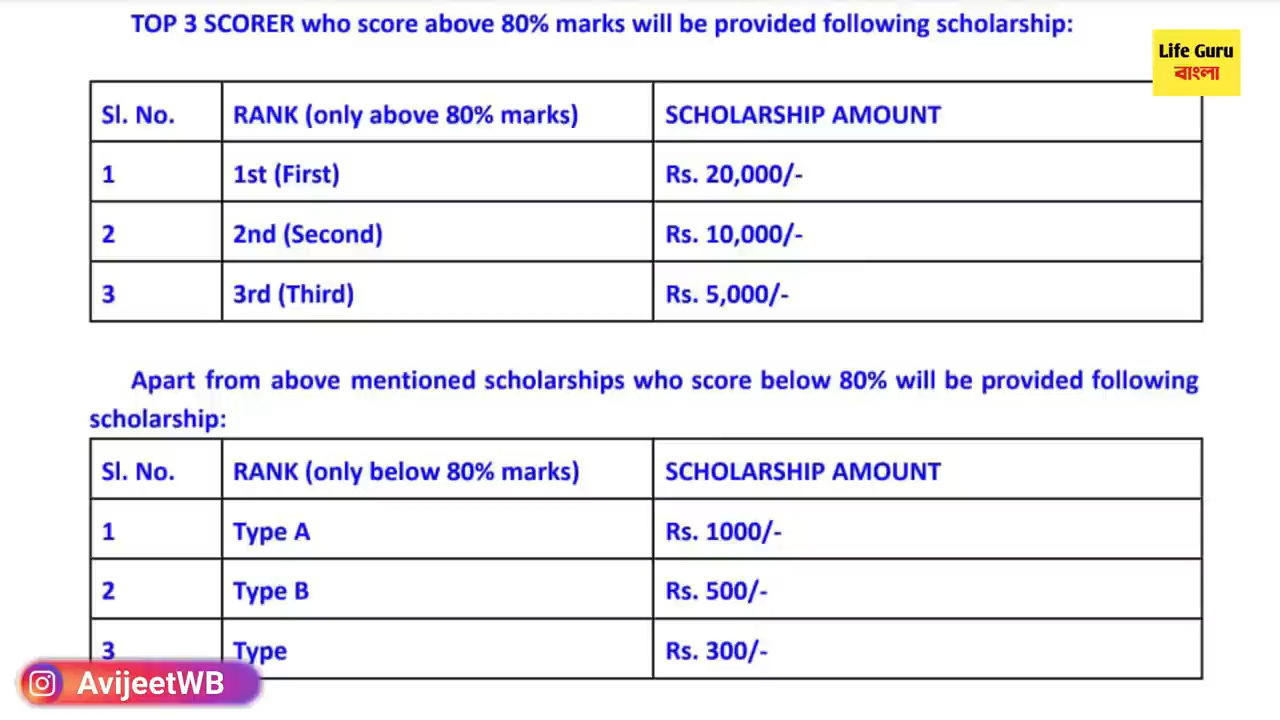 TOP 3 SCORER who score above 80% marks will be provided following scholarship:
Life Guru
বাংলা
Sl. No. RANK (only above 80% marks) SCHOLARSHIP AMOUNT
1 1st (First) Rs. 20,000/-
2 2nd (Second) Rs. 10,000/-
3 3rd (Third) Rs. 5,000/-
Apart from above mentioned scholarships who score below 80% will be provided following
scholarship:
Sl. No. RANK (only below 80% marks) SCHOLARSHIP AMOUNT
1 Type A Rs. 1000/-
2 Type B Rs. 500/-
3 Type Rs. 300/-
AvijeetWB